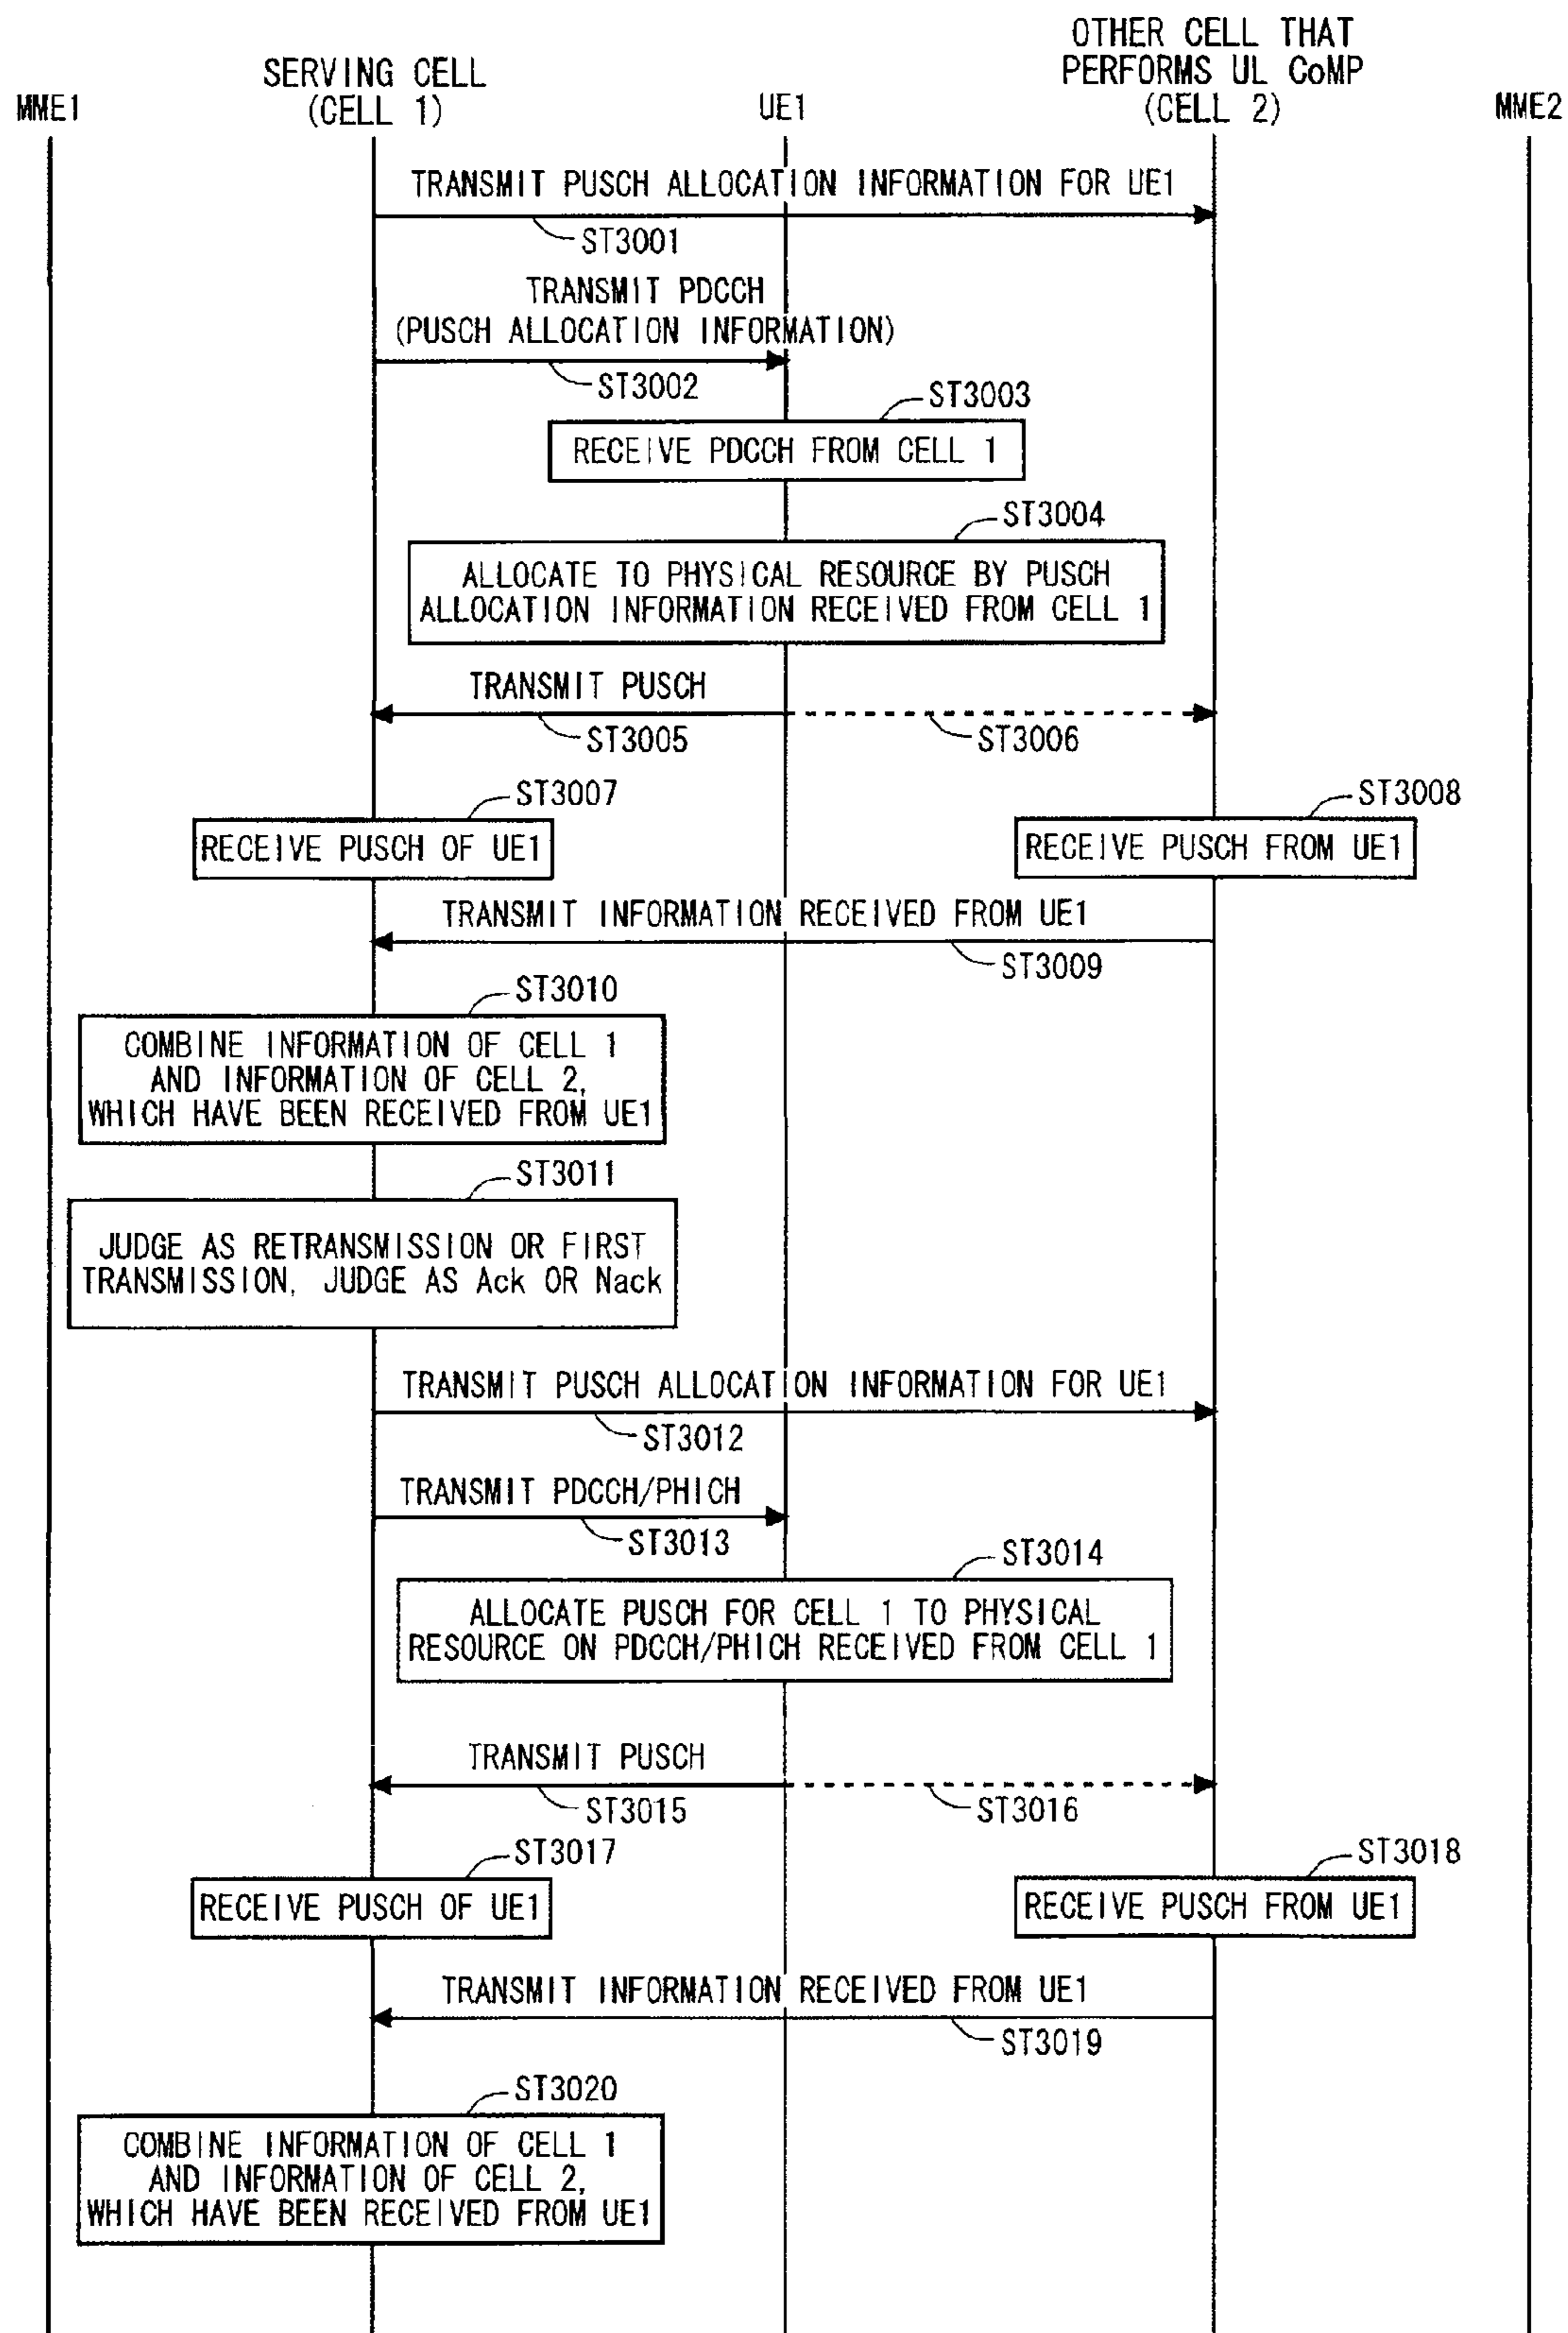 MME1
SERVING CELL
(CELL 1)
UE1
OTHER CELL THAT
PERFORMS UL CoMP
(CELL 2)
MME2
TRANSMIT PUSCH ALLOCATION INFORMATION FOR UE1
ST3001
TRANSMIT PDCCH
(PUSCH ALLOCATION INFORMATION)
ST3002
ST3003
RECEIVE PDCCH FROM CELL 1
ST3004
ALLOCATE TO PHYSICAL RESOURCE BY PUSCH
ALLOCATION INFORMATION RECEIVED FROM CELL 1
TRANSMIT PUSCH
ST3005
ST3006
ST3007
RECEIVE PUSCH OF UE1
ST3008
RECEIVE PUSCH FROM UE1
TRANSMIT INFORMATION RECEIVED FROM UE1
ST3009
ST3010
COMBINE INFORMATION OF CELL 1
AND INFORMATION OF CELL 2,
WHICH HAVE BEEN RECEIVED FROM UE1
ST3011
JUDGE AS RETRANSMISSION OR FIRST
TRANSMISSION, JUDGE AS Ack OR Nack
TRANSMIT PUSCH ALLOCATION INFORMATION FOR UE1
ST3012
TRANSMIT PDCCH/PHICH
ST3013
ST3014
ALLOCATE PUSCH FOR CELL 1 TO PHYSICAL
RESOURCE ON PDCCH/PHICH RECEIVED FROM CELL 1
TRANSMIT PUSCH
ST3015
ST3016
ST3017
RECEIVE PUSCH OF UE1
ST3018
RECEIVE PUSCH FROM UE1
TRANSMIT INFORMATION RECEIVED FROM UE1
ST3019
ST3020
COMBINE INFORMATION OF CELL 1
AND INFORMATION OF CELL 2,
WHICH HAVE BEEN RECEIVED FROM UE1